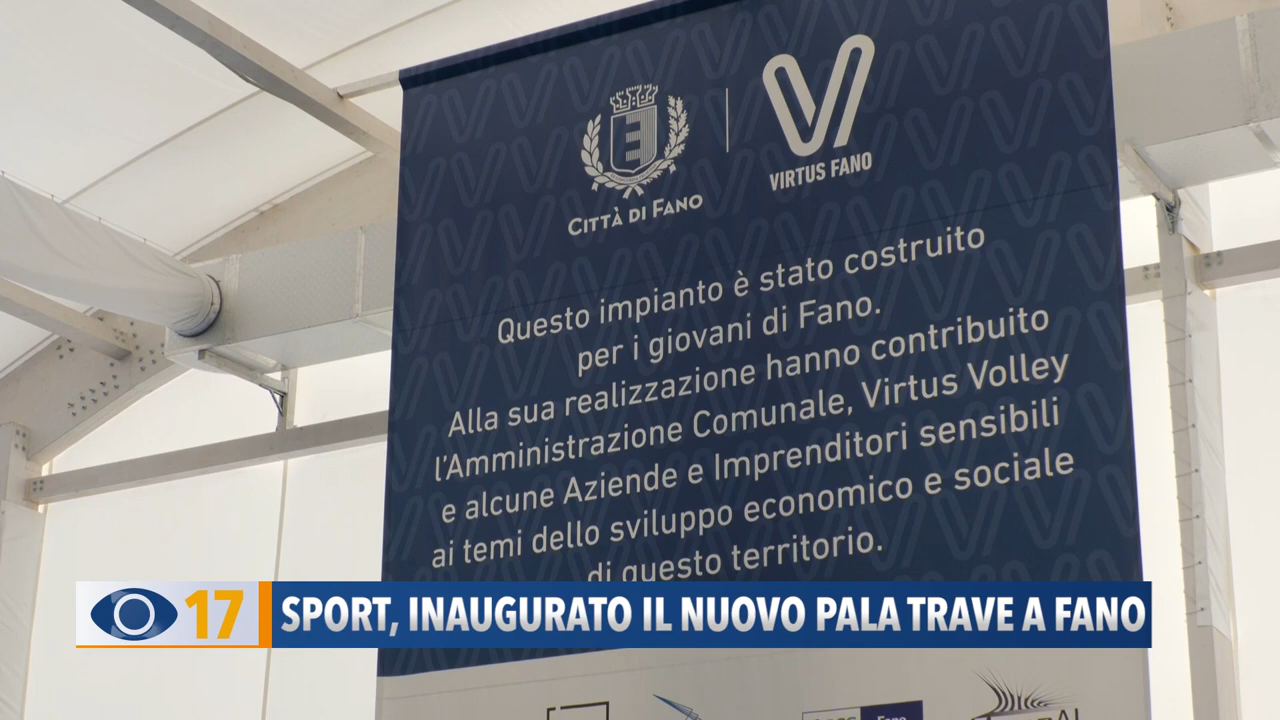 CITTÀ DI FANO
VIRTUS FANO
Questo impianto è stato costruito
per i giovani di Fano.
Alla sua realizzazione hanno contribuito
l'Amministrazione Comunale, Virtus Volley
e alcune Aziende e Imprenditori sensibili
ai temi dello sviluppo economico e sociale
di questo territorio.
17
SPORT, INAUGURATO IL NUOVO PALA TRAVE A FANO
Fano